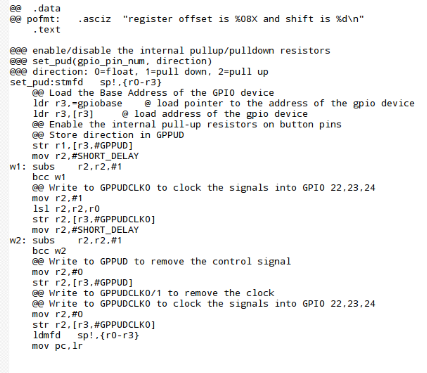 @@  .data
@@ pofmt:   .asciz  "register offset is %08X and shift is %d\n"
        .text

@@@ enable/disable the internal pullup/pulldown resistors
@@@ set_pud(gpio_pin_num, direction)
@@@ direction: 0=float, 1=pull down, 2=pull up
set_pud:stmfd   sp!,{r0-r3}
    @@ Load the Base Address of the GPIO device
    ldr r3,=gpiobase    @ load pointer to the address of the gpio device
    ldr r3,[r3]     @ load address of the gpio device
    @@ Enable the internal pull-up resistors on button pins
    @@ Store direction in GPPUD
    str r1,[r3,#GPPUD]
    mov r2,#SHORT_DELAY
w1: subs    r2,r2,#1
    bcc w1
    @@ Write to GPPUDCLK0 to clock the signals into GPIO 22,23,24
    mov r2,#1
    lsl r2,r2,r0
    str r2,[r3,#GPPUDCLK0]
    mov r2,#SHORT_DELAY
w2: subs    r2,r2,#1
    bcc w2
    @@ Write to GPPUD to remove the control signal
    mov r2,#0
    str r2,[r3,#GPPUD]
    @@ Write to GPPUDCLK0/1 to remove the clock
    @@ Write to GPPUDCLK0 to clock the signals into GPIO 22,23,24
    mov r2,#0
    str r2,[r3,#GPPUDCLK0]
    ldmfd   sp!,{r0-r3}
    mov pc,lr